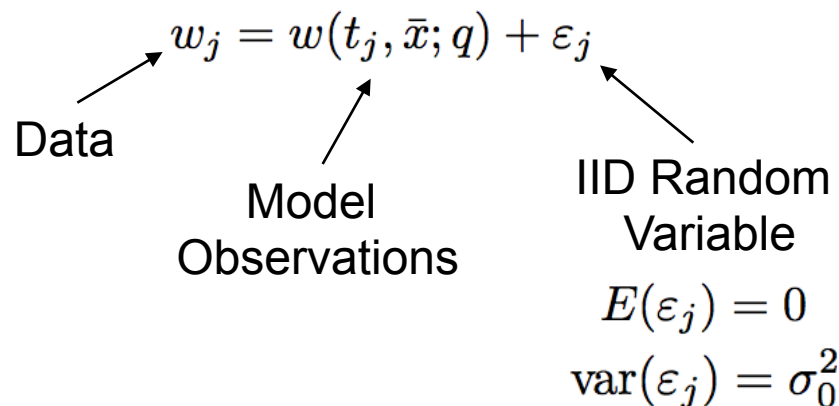 w_j = w(t_j, x̄; q) + ε_j
Data
Model
Observations
IID Random
Variable
E(ε_j) = 0
var(ε_j) = σ_0^2